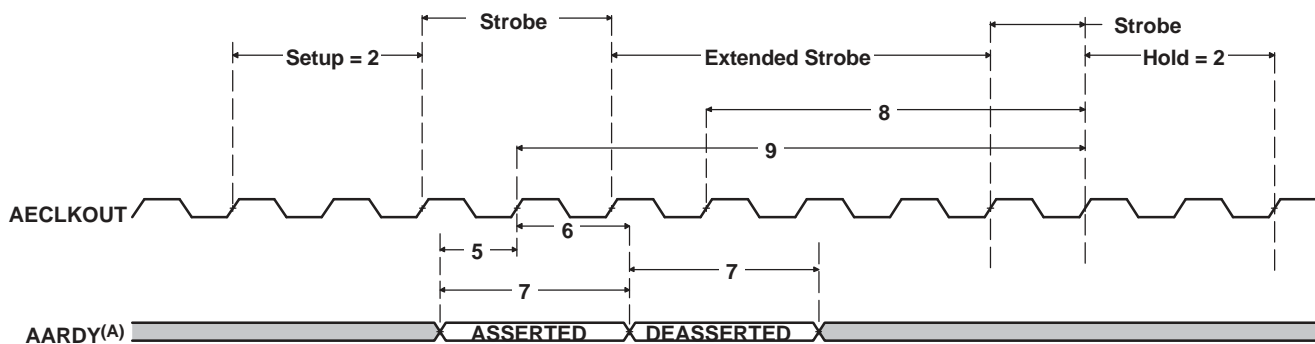 Strobe
Strobe
Setup = 2
Extended Strobe
Hold = 2
8
9
AECLKOUT
6
5
7
7
AARDY(A)
ASSERTED
DEASSERTED